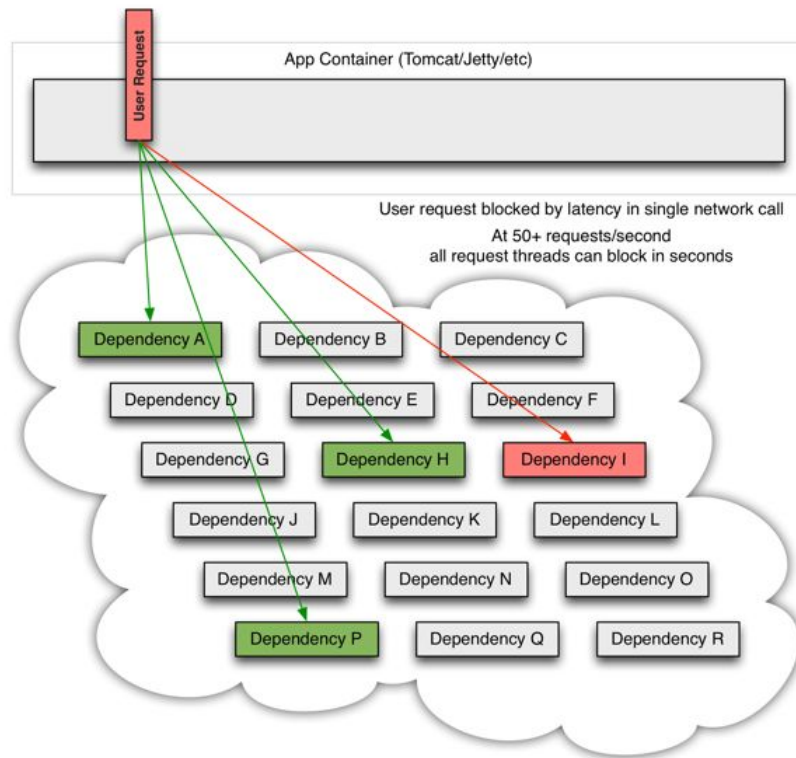 User Request
App Container (Tomcat/Jetty/etc)
User request blocked by latency in single network call
At 50+ requests/second
all request threads can block in seconds
Dependency A
Dependency B
Dependency C
Dependency D
Dependency E
Dependency F
Dependency G
Dependency H
Dependency I
Dependency J
Dependency K
Dependency L
Dependency M
Dependency N
Dependency O
Dependency P
Dependency Q
Dependency R